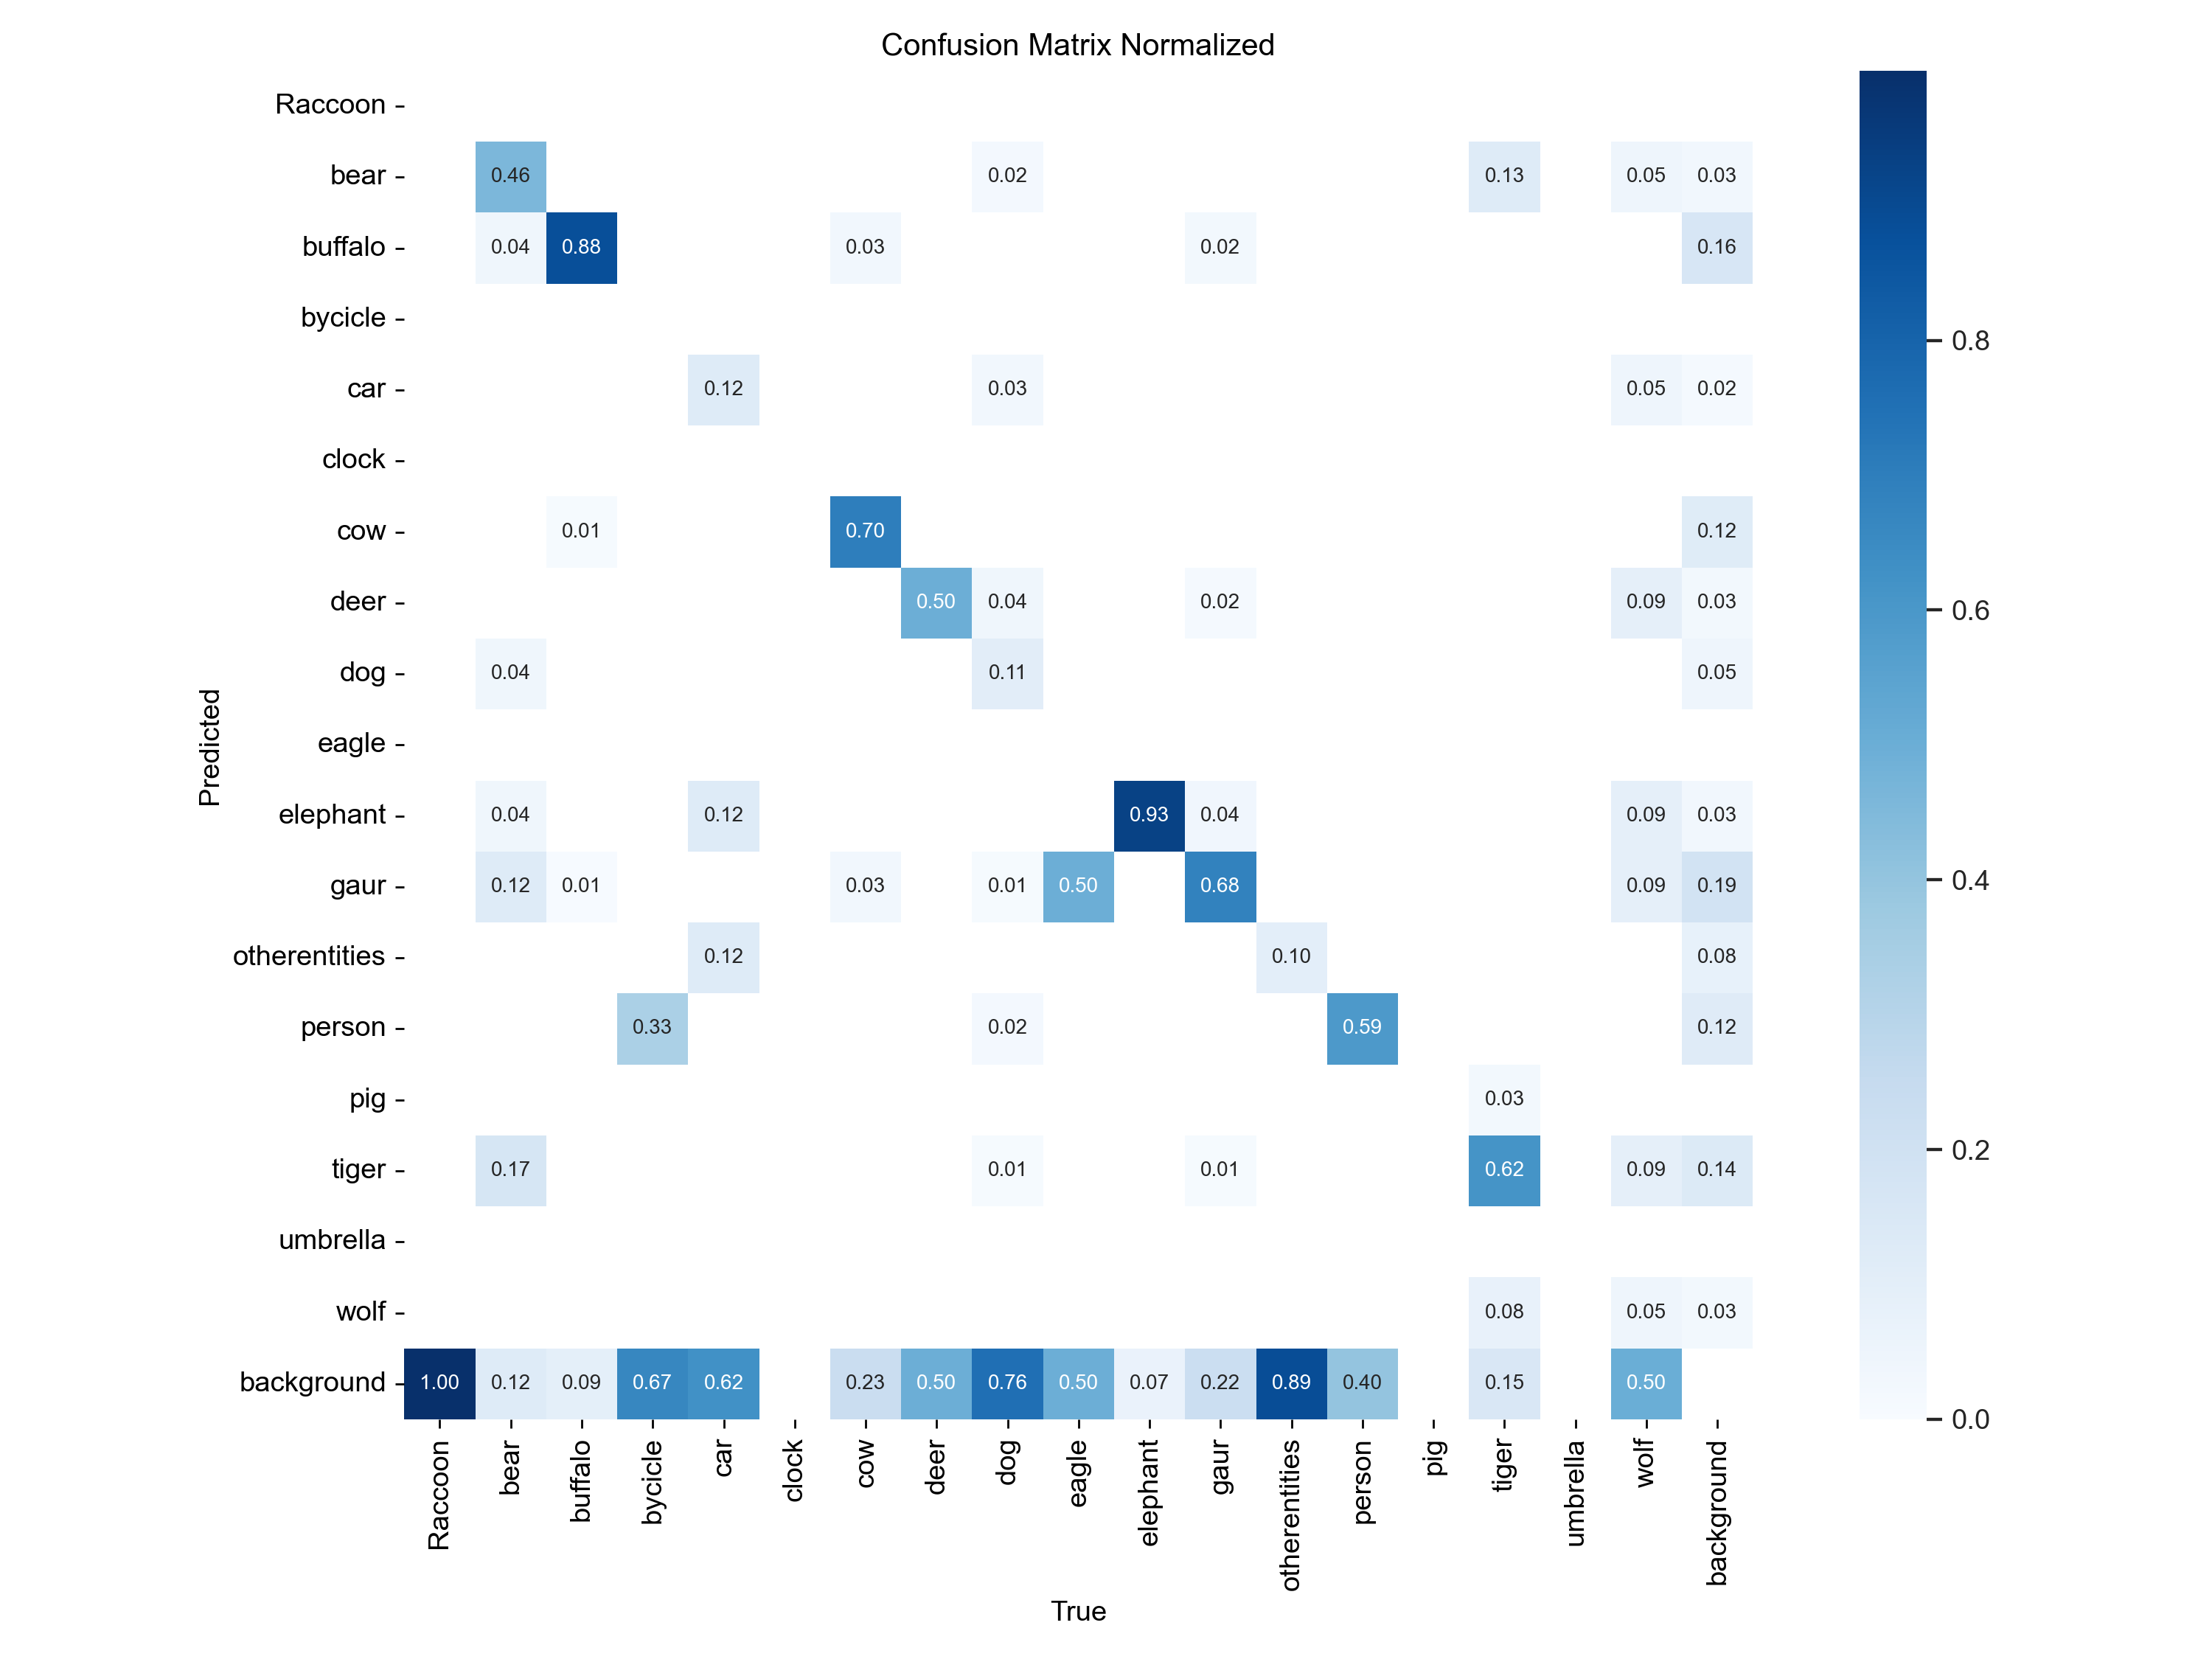 Confusion Matrix Normalized
Raccoon
bear 0.46 0.02 0.13 0.05 0.03
buffalo 0.04 0.88 0.03 0.02 0.16
bycicle
car 0.12 0.03 0.05 0.02
clock
cow 0.01 0.70 0.12
deer 0.50 0.04 0.02 0.09 0.03
dog 0.04 0.11 0.05
eagle
elephant 0.04 0.12 0.93 0.04 0.09 0.03
gaur 0.12 0.01 0.03 0.01 0.50 0.68 0.09 0.19
otherentities 0.12 0.10 0.08
person 0.33 0.02 0.59 0.12
pig 0.03
tiger 0.17 0.01 0.01 0.62 0.09 0.14
umbrella
wolf 0.08 0.05 0.03
background 1.00 0.12 0.09 0.67 0.62 0.23 0.50 0.76 0.50 0.07 0.22 0.89 0.40 0.15 0.50
Predicted
Raccoon bear buffalo bycicle car clock cow deer dog eagle elephant gaur otherentities person pig tiger umbrella wolf background
True
0.8
0.6
0.4
0.2
0.0